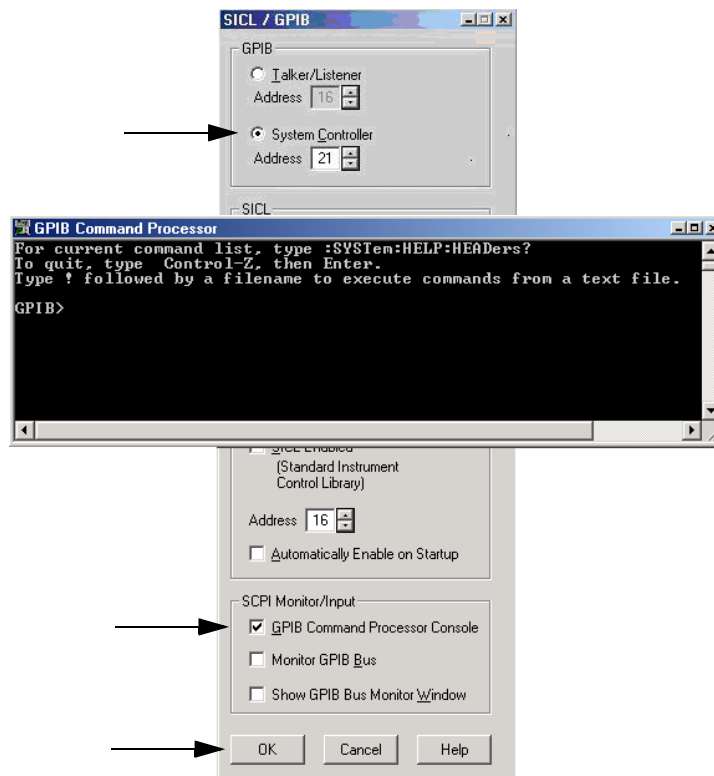 SICL / GPIB
GPIB
Talker/Listener
Address 16
System Controller
Address 21
SICL
GPIB Command Processor
For current command list, type :SYSTem:HELP:HEADers?
To quit, type  Control-Z, then Enter.
Type ! followed by a filename to execute commands from a text file.
GPIB>
SICL Enabled
(Standard Instrument
Control Library)
Address 16
Automatically Enable on Startup
SCPI Monitor/Input
GPIB Command Processor Console
Monitor GPIB Bus
Show GPIB Bus Monitor Window
OK Cancel Help